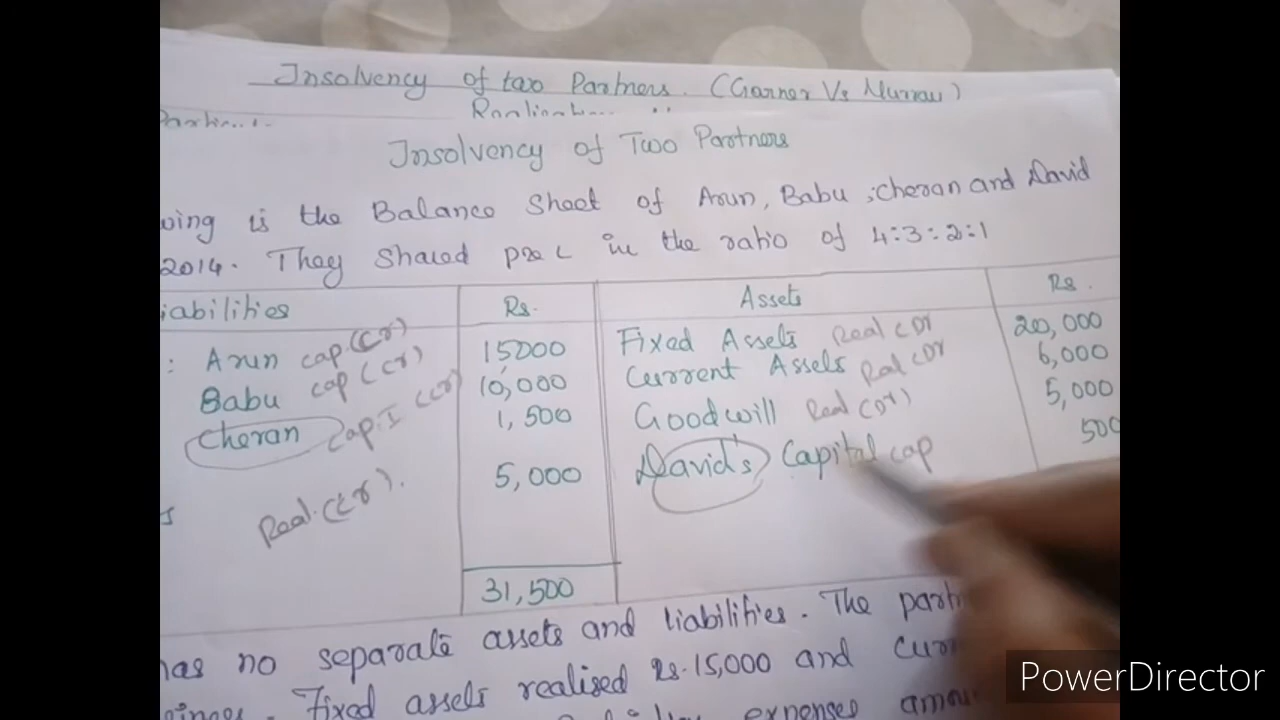 Insolvency of two Partners. (Garner Vs Murray)
Insolvency of Two Partners
wing is the Balance Sheet of Arun, Babu, Cheran and David
2014. They Shared P&L in the ratio of 4:3:2:1
iabilities Rs. Assets Rs.
: Arun cap.(Cr) 15000 Fixed Assets Real (Dr 20,000
Babu cap (Cr) 10,000 Current Assets Real (Dr 6,000
Cheran Cap.I (Cr) 1,500 Goodwill Real (Dr) 5,000
Real.(Cr). 5,000 David's Capital cap 500
31,500
has no separate assets and liabilities. The part
Fixed assets realised Rs.15,000 and curr
expenses amou
PowerDirector